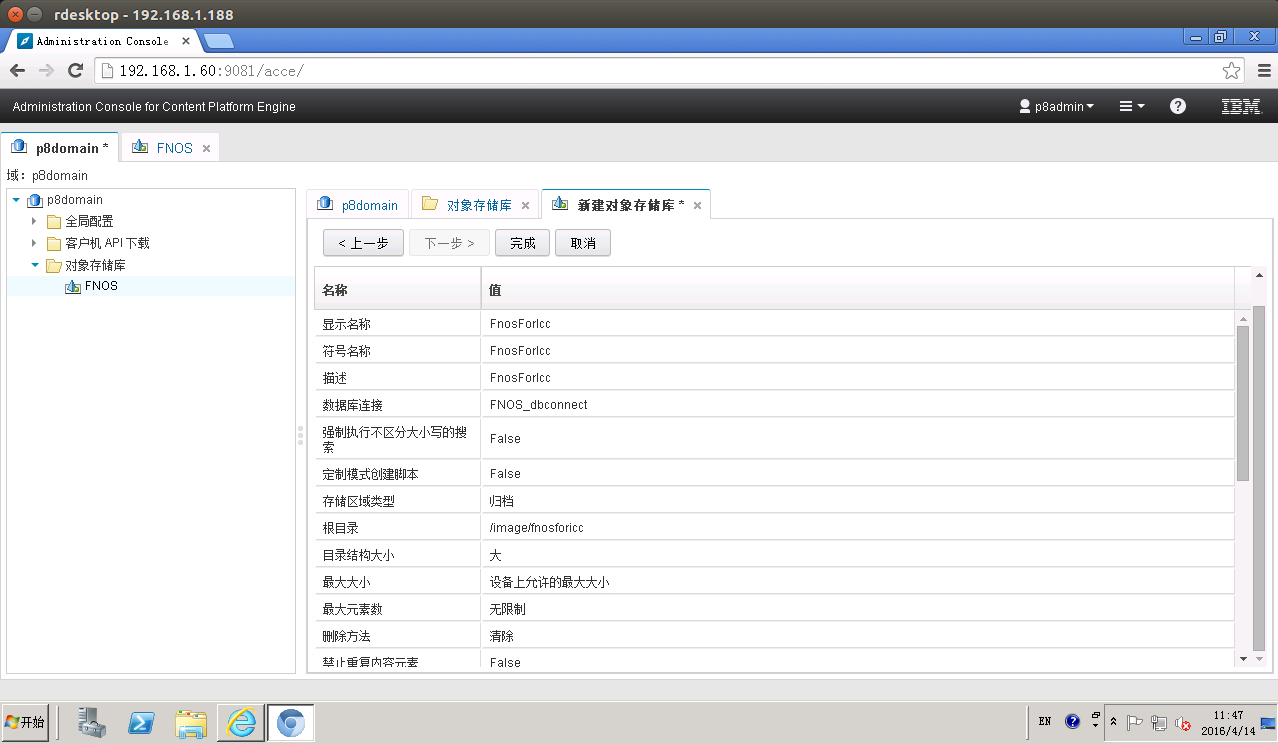 rdesktop - 192.168.1.188
Administration Console
192.168.1.60:9081/acce/
Administration Console for Content Platform Engine
p8admin
IBM
p8domain *
FNOS
域: p8domain
p8domain
全局配置
客户机 API 下载
对象存储库
FNOS
p8domain
对象存储库
新建对象存储库 *
< 上一步
下一步 >
完成
取消
名称
值
显示名称
FnosForIcc
符号名称
FnosForIcc
描述
FnosForIcc
数据库连接
FNOS_dbconnect
强制执行不区分大小写的搜
索
False
定制模式创建脚本
False
存储区域类型
归档
根目录
/image/fnosforicc
目录结构大小
大
最大大小
设备上允许的最大大小
最大元素数
无限制
删除方法
清除
禁止重复内容元素
False
开始
EN
11:47
2016/4/14